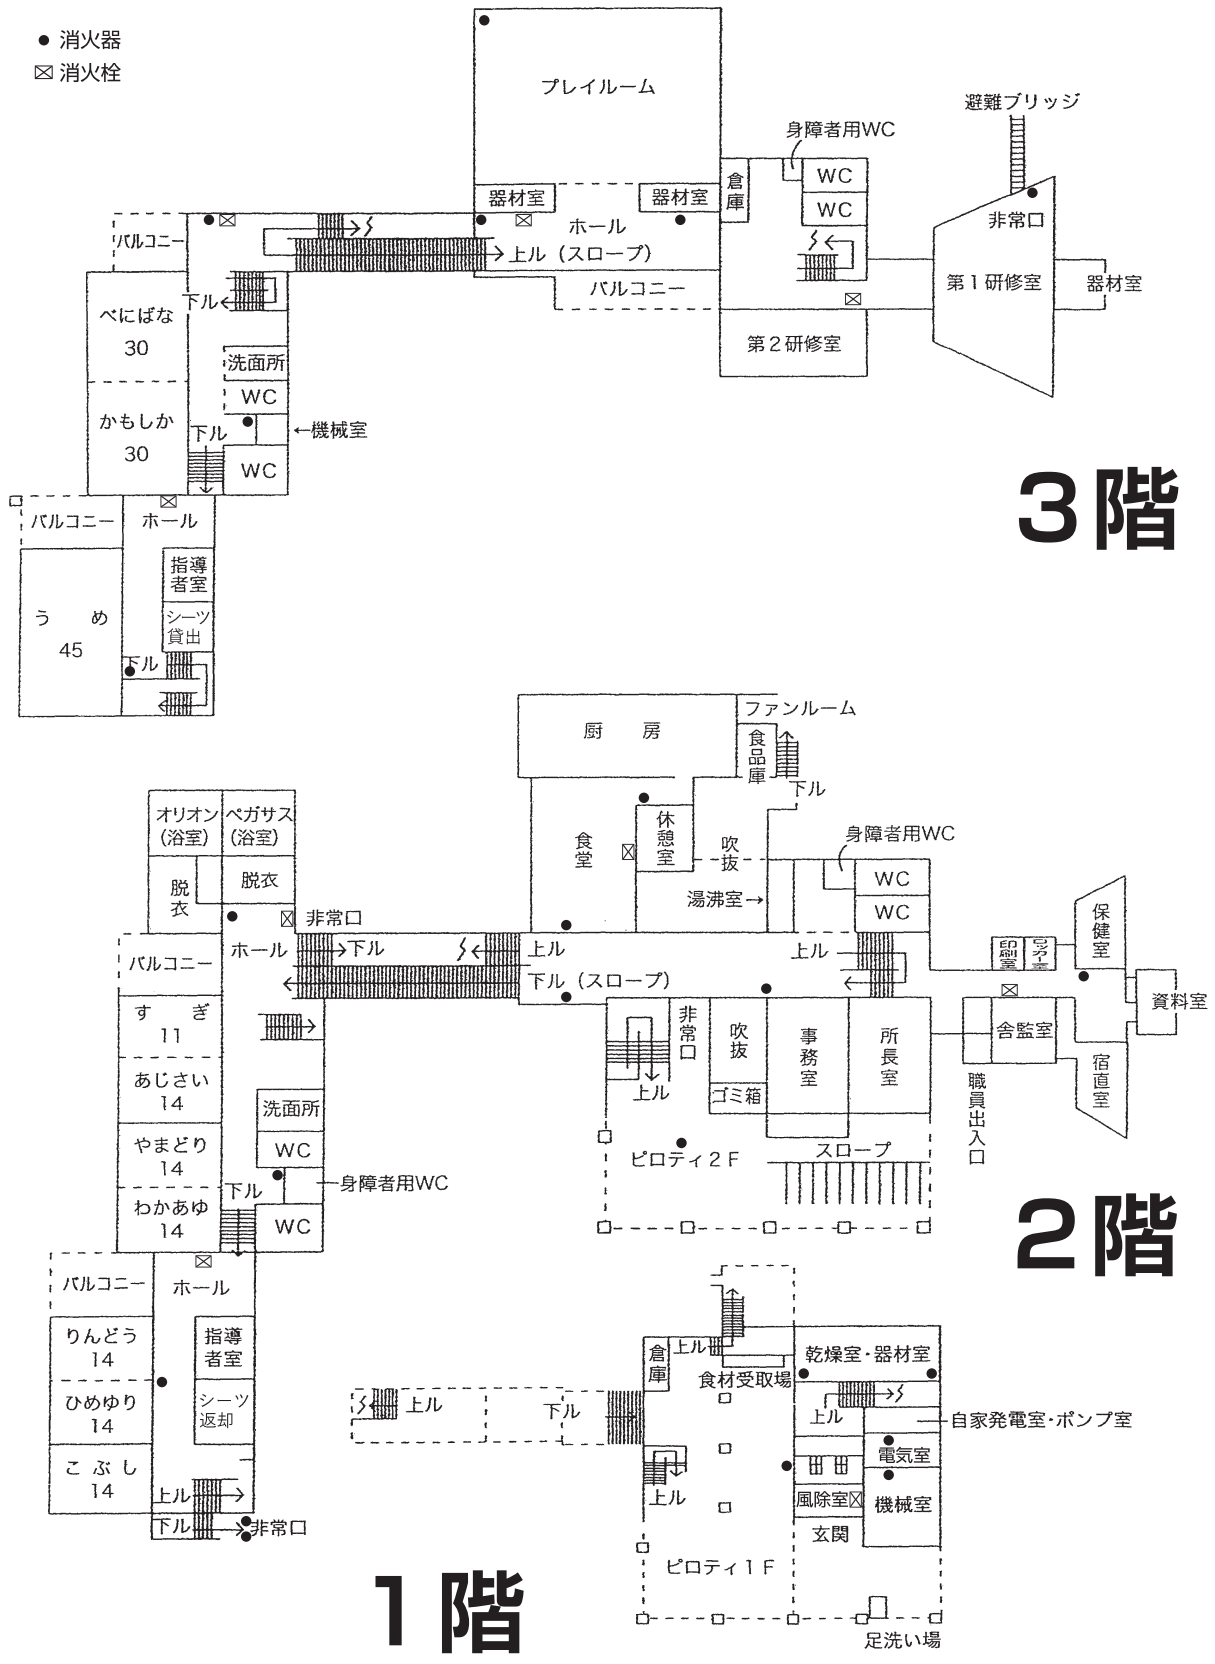 ● 消火器
消火栓
プレイルーム
避難ブリッジ
身障者用WC
倉庫
WC
器材室
器材室
WC
ホール
非常口
バルコニー
上ル（スロープ）
第1研修室
器材室
バルコニー
下ル
べにばな
30
第2研修室
洗面所
WC
かもしか
30
下ル
←機械室
WC
3階
バルコニー
ホール
指導
者室
シーツ
貸出
うめ
45
下ル
ファンルーム
厨房
食品庫
下ル
オリオン
（浴室）
ペガサス
（浴室）
脱衣
脱衣
食堂
休憩室
吹抜
身障者用WC
WC
湯沸室→
WC
非常口
ホール
下ル
上ル
上ル
下ル（スロープ）
バルコニー
印刷室
ロッカー室
保健室
資料室
すぎ
11
あじさい
14
やまどり
14
わかあゆ
14
洗面所
WC
身障者用WC
下ル
WC
非常口
上ル
吹抜
ゴミ箱
事務室
所長室
舎監室
宿直室
職員出入口
ピロティ2F
スロープ
2階
バルコニー
ホール
りんどう
14
指導
者室
ひめゆり
14
シーツ
返却
こぶし
14
上ル
下ル
非常口
倉庫
上ル
食材受取場
乾燥室・器材室
上ル
下ル
上ル
自家発電室・ポンプ室
電気室
上ル
風除室
機械室
玄関
ピロティ1F
足洗い場
1階